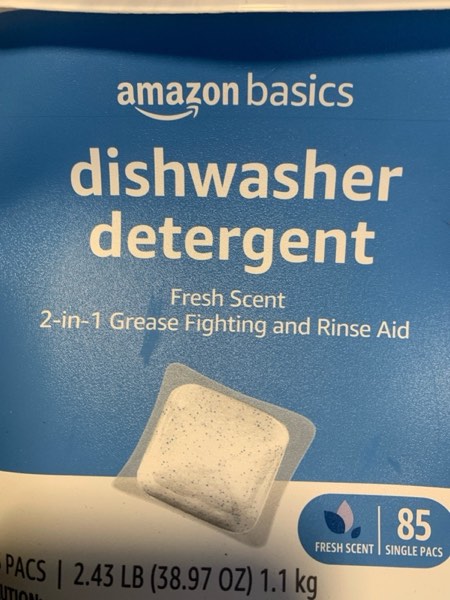 amazon basics
dishwasher
detergent
Fresh Scent
2-in-1 Grease Fighting and Rinse Aid
85
FRESH SCENT
SINGLE PACS
PACS | 2.43 LB (38.97 OZ) 1.1 kg